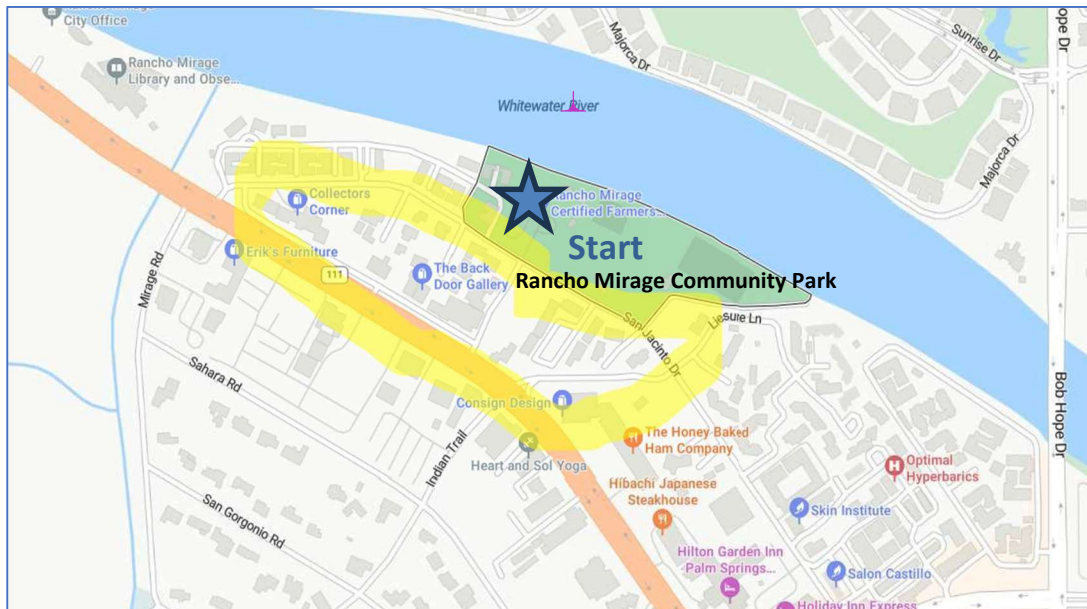 City Office
Rancho Mirage
Library and Obse...
Majorca Dr
Sunrise Dr
Bob Hope Dr
Whitewater River
Majorca Dr
Collectors
Corner
Rancho Mirage
Certified Farmers...
Start
Rancho Mirage Community Park
Erik's Furniture
111
The Back
Door Gallery
Mirage Rd
San Jacinto Dr
Liesure Ln
Sahara Rd
Consign Design
Bob Hope Dr
The Honey Baked
Ham Company
Indian Trail
Heart and Sol Yoga
Optimal
Hyperbarics
Hibachi Japanese
Steakhouse
San Gorgonio Rd
Skin Institute
Hilton Garden Inn
Palm Springs...
Salon Castillo
Holiday Inn Express